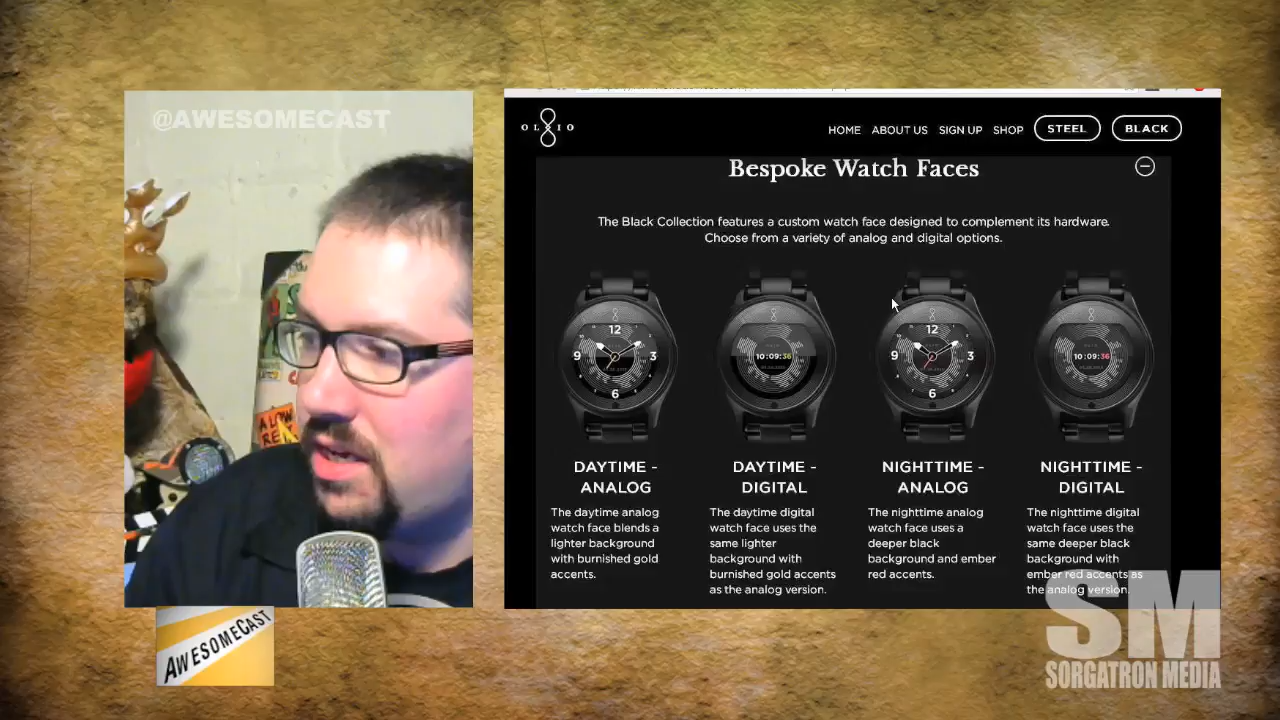 @AWESOMECAST
OLIO
HOME
ABOUT US
SIGN UP
SHOP
STEEL
BLACK
Bespoke Watch Faces
The Black Collection features a custom watch face designed to complement its hardware.
Choose from a variety of analog and digital options.
12
9
3
6
10:09:36
12
9
3
6
10:09:36
DAYTIME -
ANALOG
The daytime analog
watch face blends a
lighter background
with burnished gold
accents.
DAYTIME -
DIGITAL
The daytime digital
watch face uses the
same lighter
background with
burnished gold accents
as the analog version.
NIGHTTIME -
ANALOG
The nighttime analog
watch face uses a
deeper black
background and ember
red accents.
NIGHTTIME -
DIGITAL
The nighttime digital
watch face uses the
same deeper black
background with
ember red accents as
the analog version.
AWESOMECAST
SM
SORGATRON MEDIA